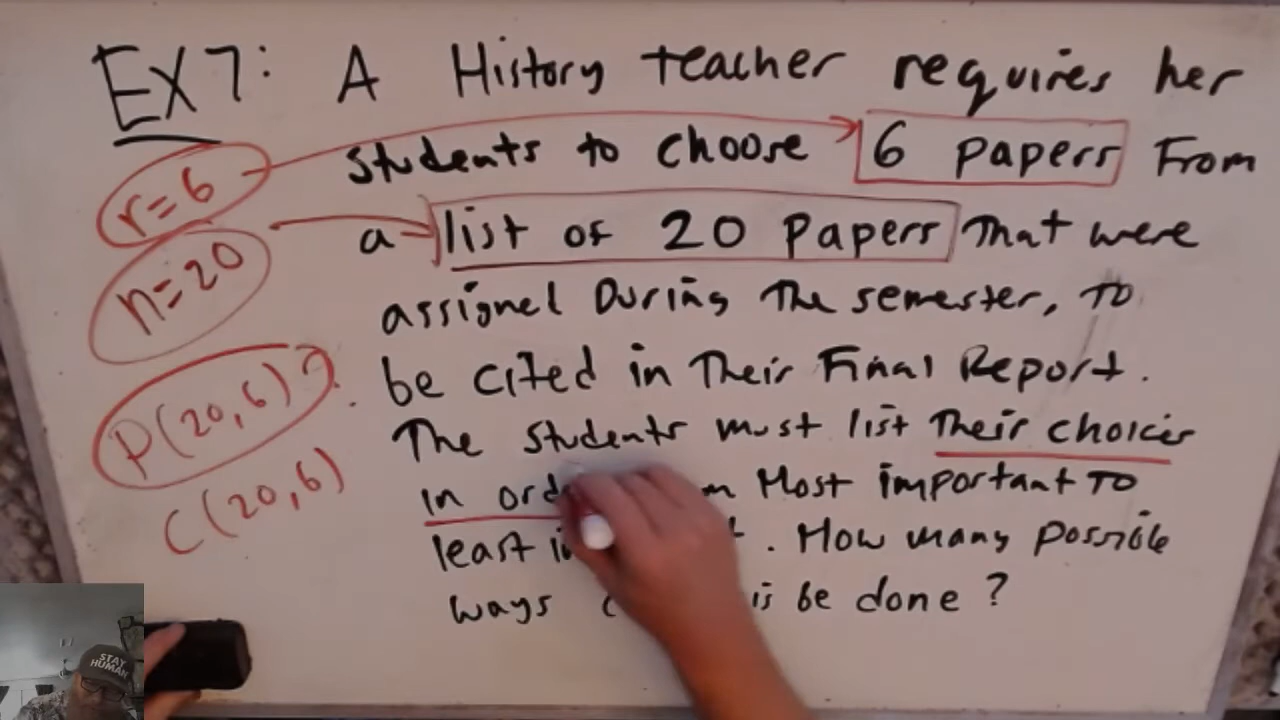 EX7: A History teacher requires her
students to choose 6 papers From
a list of 20 Papers That were
assigned During The semester, TO
be cited in Their Final Report.
The students must list Their choices
in Most important TO
least . How many possible
ways be done ?
r=6
n=20
P(20,6)?
C(20,6)
STAY
HUMAN